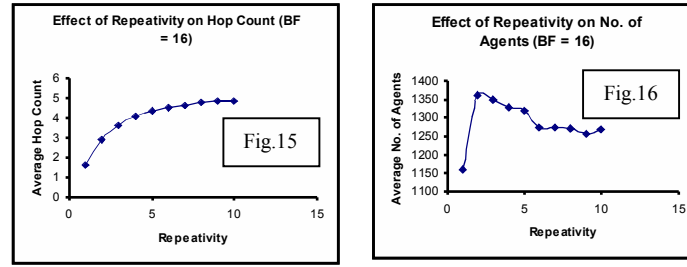 Effect of Repeativity on Hop Count (BF
= 16)
Average Hop Count
6
5
4
3
2
1
0
0
5
10
15
Repeativity
Fig.15
Effect of Repeativity on No. of
Agents (BF = 16)
Average No. of Agents
1400
1350
1300
1250
1200
1150
1100
0
5
10
15
Repeativity
Fig.16